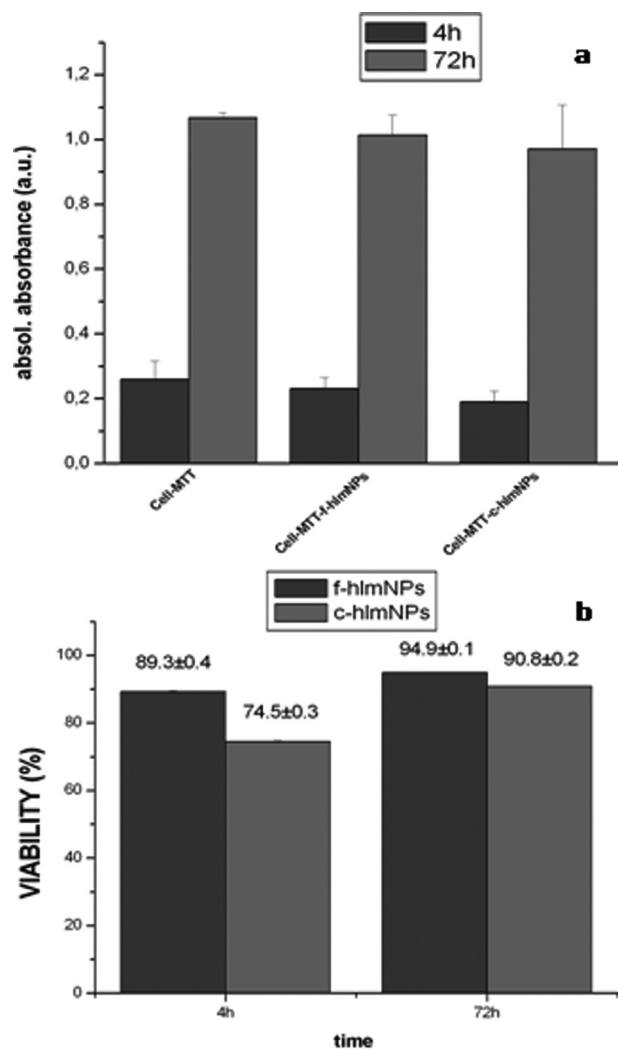 4h
72h
a
absol. absorbance (a.u.)
1,2
1,0
0,8
0,6
0,4
0,2
0,0
Cell-MTT
Cell-MTT-f-hlmNPs
Cell-MTT-c-hlmNPs
f-hlmNPs
c-hlmNPs
b
VIABILITY (%)
100
80
60
40
20
0
89.3±0.4
74.5±0.3
94.9±0.1
90.8±0.2
4h
72h
time